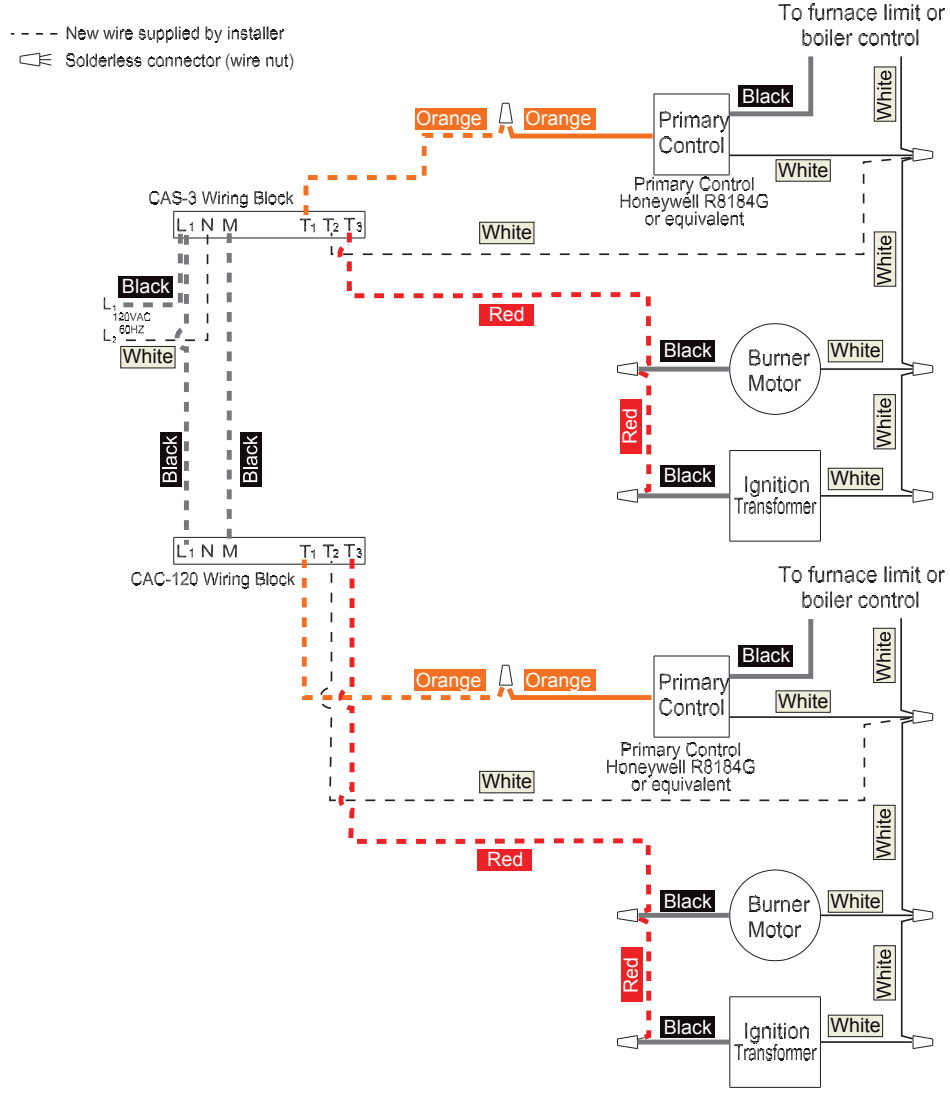 To furnace limit or
boiler control
New wire supplied by installer
Solderless connector (wire nut)
Black
White
Orange
Orange
Primary
Control
White
Primary Control
Honeywell R8184G
or equivalent
CAS-3 Wiring Block
L1 N M T1 T2 T3
White
White
Black
L1
120VAC
60HZ
L2
White
Red
Black
Burner
Motor
White
Red
White
Black
Black
Black
Ignition
Transformer
White
L1 N M T1 T2 T3
CAC-120 Wiring Block
To furnace limit or
boiler control
Black
White
Orange
Orange
Primary
Control
White
Primary Control
Honeywell R8184G
or equivalent
White
White
Red
Black
Burner
Motor
White
Red
White
Black
Ignition
Transformer
White